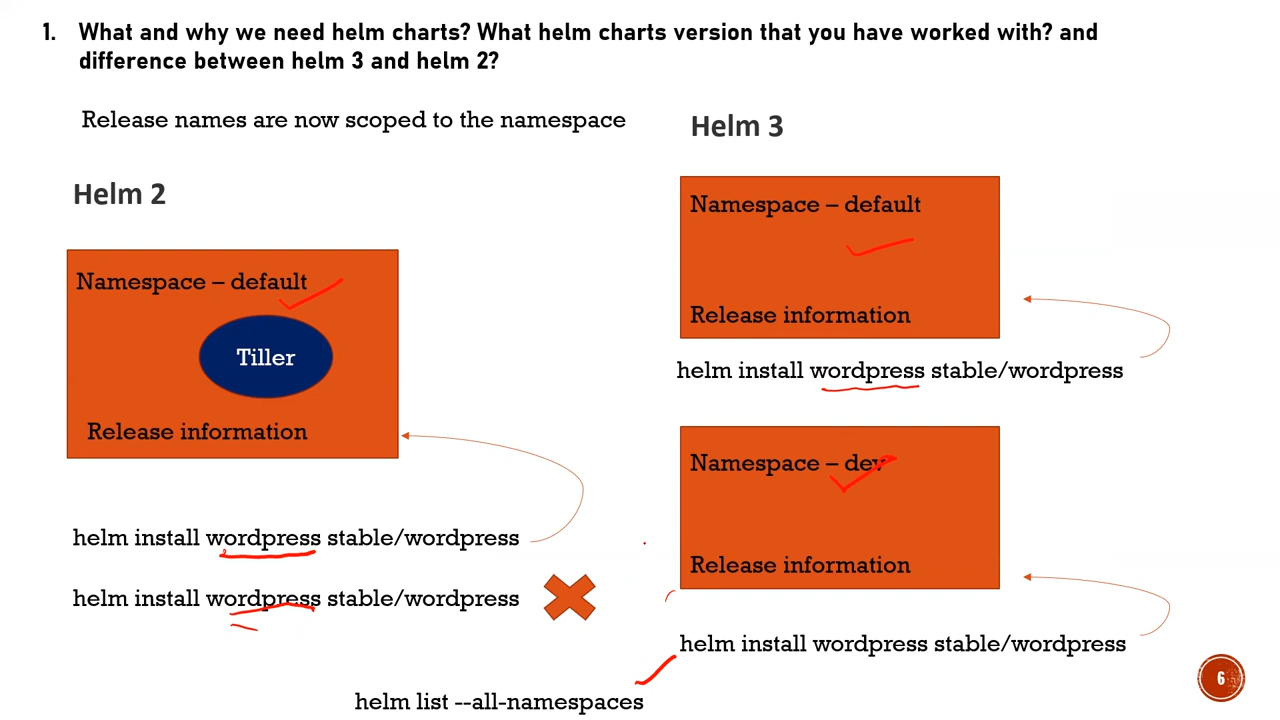 1. What and why we need helm charts? What helm charts version that you have worked with? and
difference between helm 3 and helm 2?
Release names are now scoped to the namespace
Helm 2
Namespace – default
Tiller
Release information
helm install wordpress stable/wordpress
helm install wordpress stable/wordpress
Helm 3
Namespace – default
Release information
helm install wordpress stable/wordpress
Namespace – dev
Release information
helm install wordpress stable/wordpress
helm list --all-namespaces
6